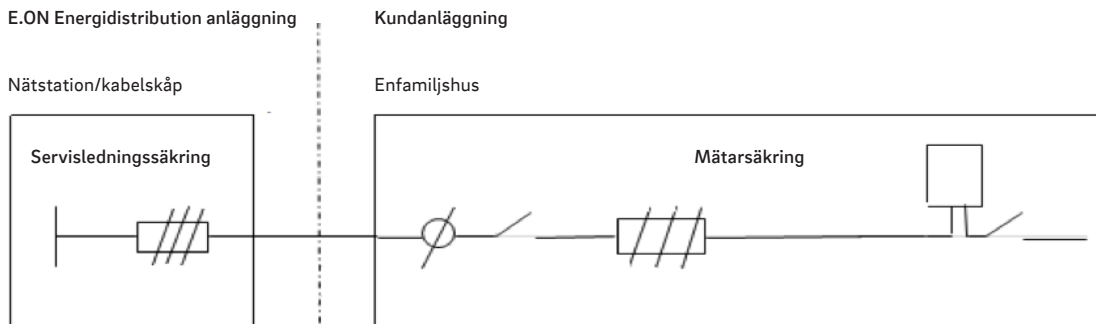 E.ON Energidistribution anläggning
Kundanläggning
Nätstation/kabelskåp
Enfamiljshus
Servisledningssäkring
Mätarsäkring